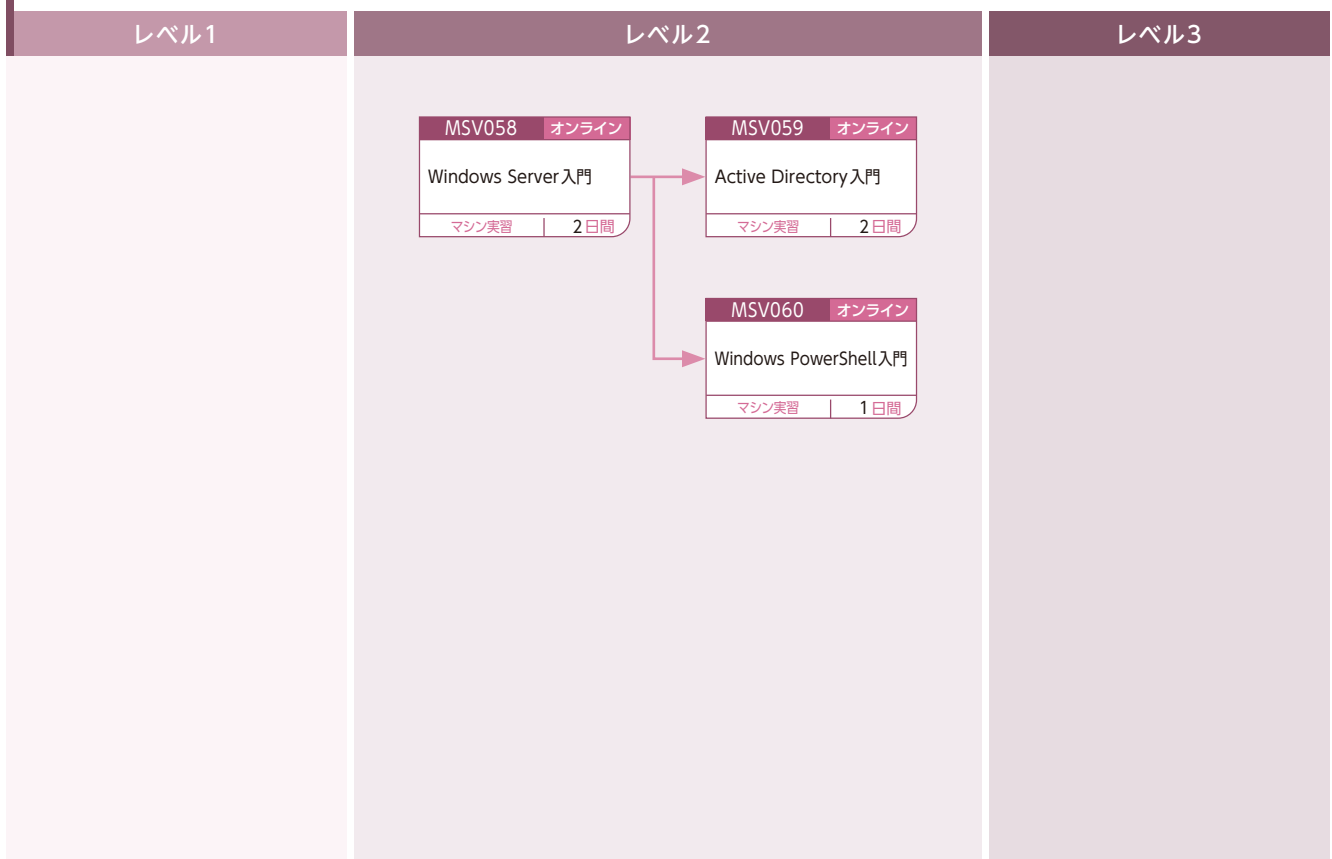 レベル1
レベル2
レベル3
MSV058 オンライン
Windows Server入門
マシン実習 2日間
MSV059 オンライン
Active Directory入門
マシン実習 2日間
MSV060 オンライン
Windows PowerShell入門
マシン実習 1日間